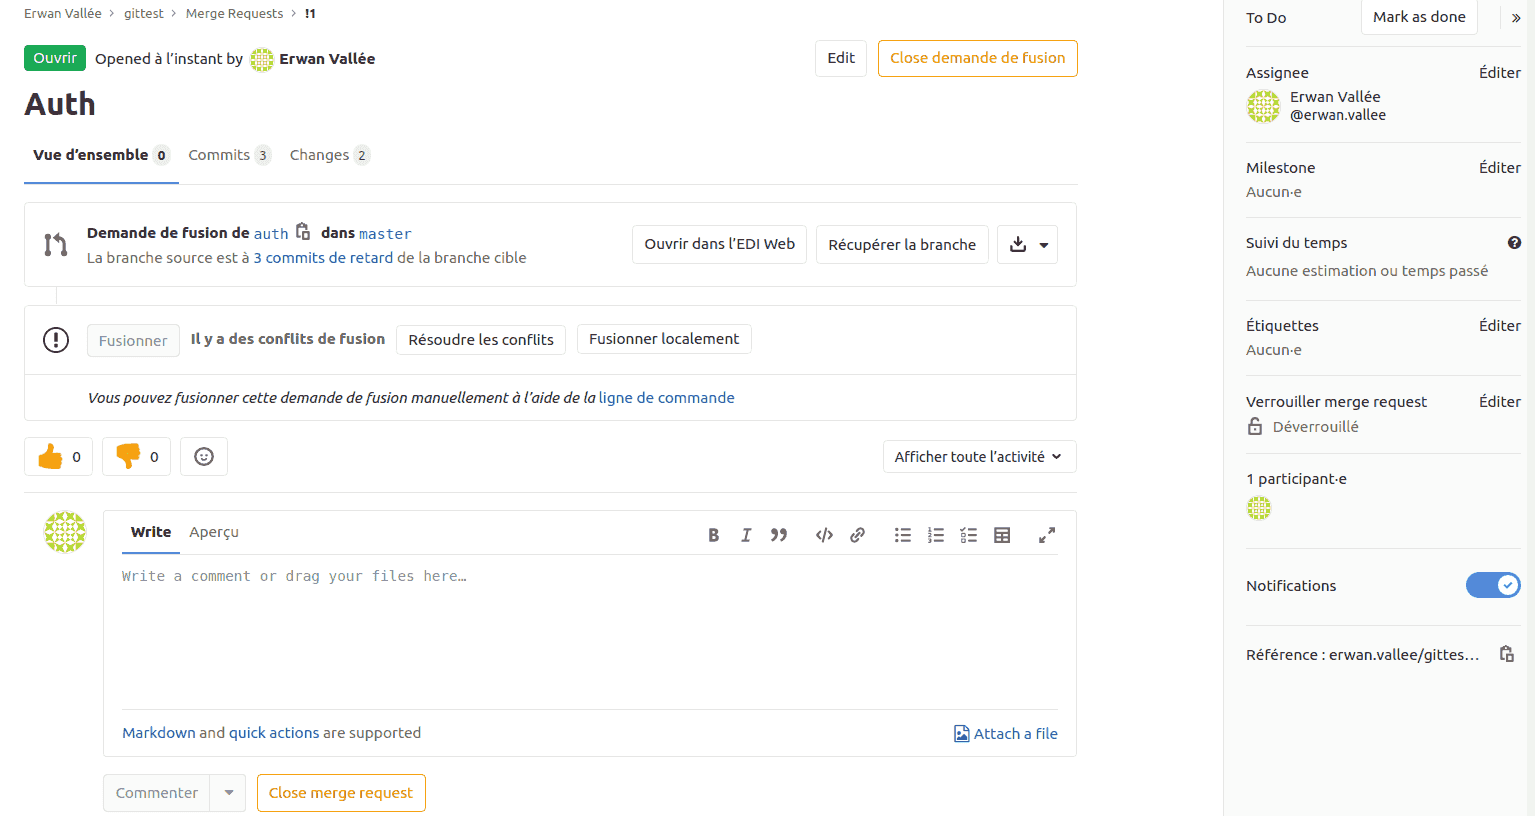 Erwan Vallée > gittest > Merge Requests > !1
Ouvrir Opened à l'instant by Erwan Vallée
Edit
Close demande de fusion
Auth
Vue d'ensemble 0 Commits 3 Changes 2
Demande de fusion de auth dans master
La branche source est à 3 commits de retard de la branche cible
Ouvrir dans l'EDI Web
Récupérer la branche
Fusionner Il y a des conflits de fusion Résoudre les conflits Fusionner localement
Vous pouvez fusionner cette demande de fusion manuellement à l'aide de la ligne de commande
0 0
Afficher toute l'activité
Write Aperçu
Write a comment or drag your files here…
Markdown and quick actions are supported
Attach a file
Commenter
Close merge request
To Do
Mark as done
»
Assignee Éditer
Erwan Vallée
@erwan.vallee
Milestone Éditer
Aucun·e
Suivi du temps
Aucune estimation ou temps passé
Étiquettes Éditer
Aucun·e
Verrouiller merge request Éditer
Déverrouillé
1 participant·e
Notifications
Référence : erwan.vallee/gittes…